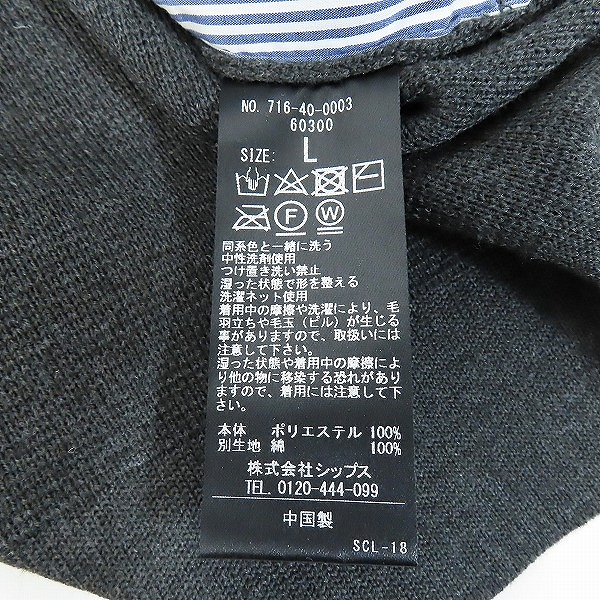 NO. 716-40-0003
60300
SIZE: L
F W
同系色と一緒に洗う
中性洗剤使用
つけ置き洗い禁止
湿った状態で形を整える
洗濯ネット使用
着用中の摩擦や洗濯により、毛
羽立ちや毛玉(ピル)が生じる
事がありますので、取扱いには
注意して下さい。
湿った状態や着用中の摩擦によ
り他の物に移染する恐れがあり
ますので、着用には注意して下
さい。
本体 ポリエステル 100%
別生地 綿 100%
株式会社シップス
TEL. 0120-444-099
中国製
SCL-18